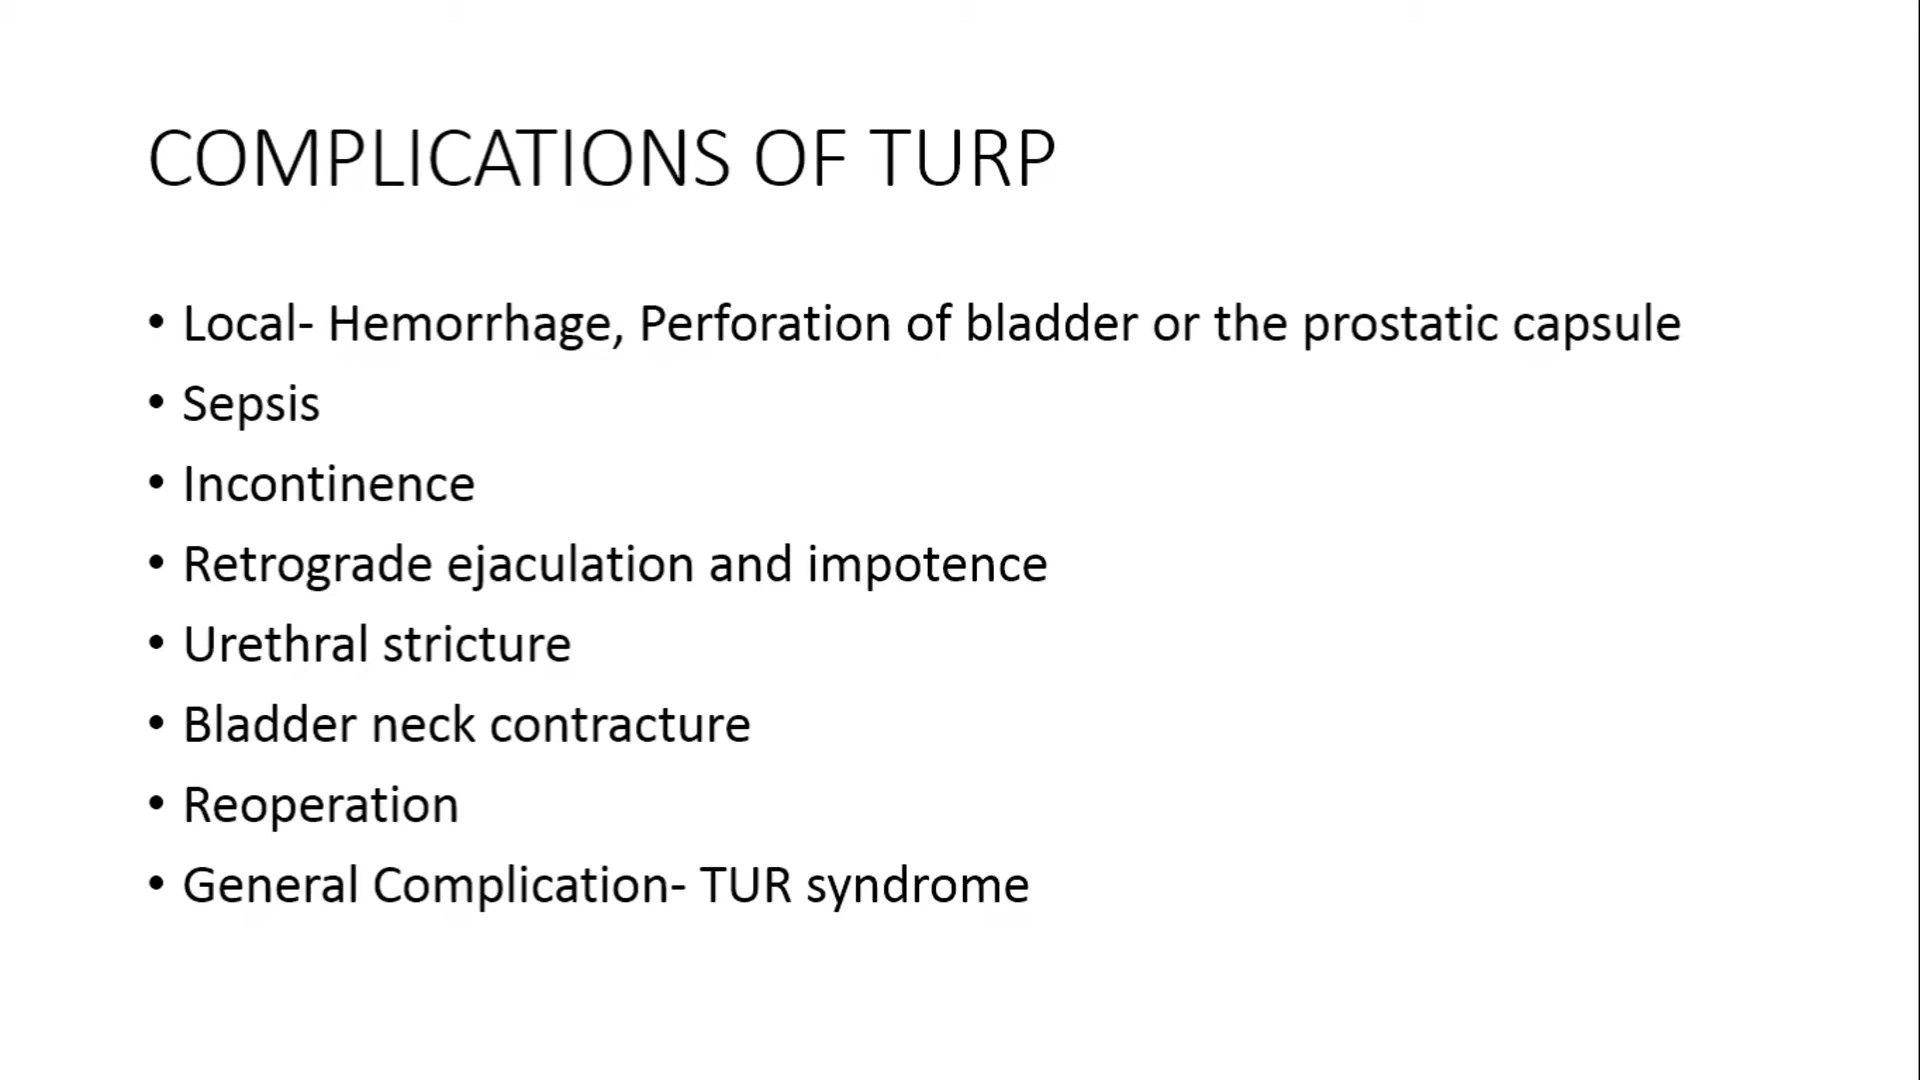 COMPLICATIONS OF TURP
• Local- Hemorrhage, Perforation of bladder or the prostatic capsule
• Sepsis
• Incontinence
• Retrograde ejaculation and impotence
• Urethral stricture
• Bladder neck contracture
• Reoperation
• General Complication- TUR syndrome